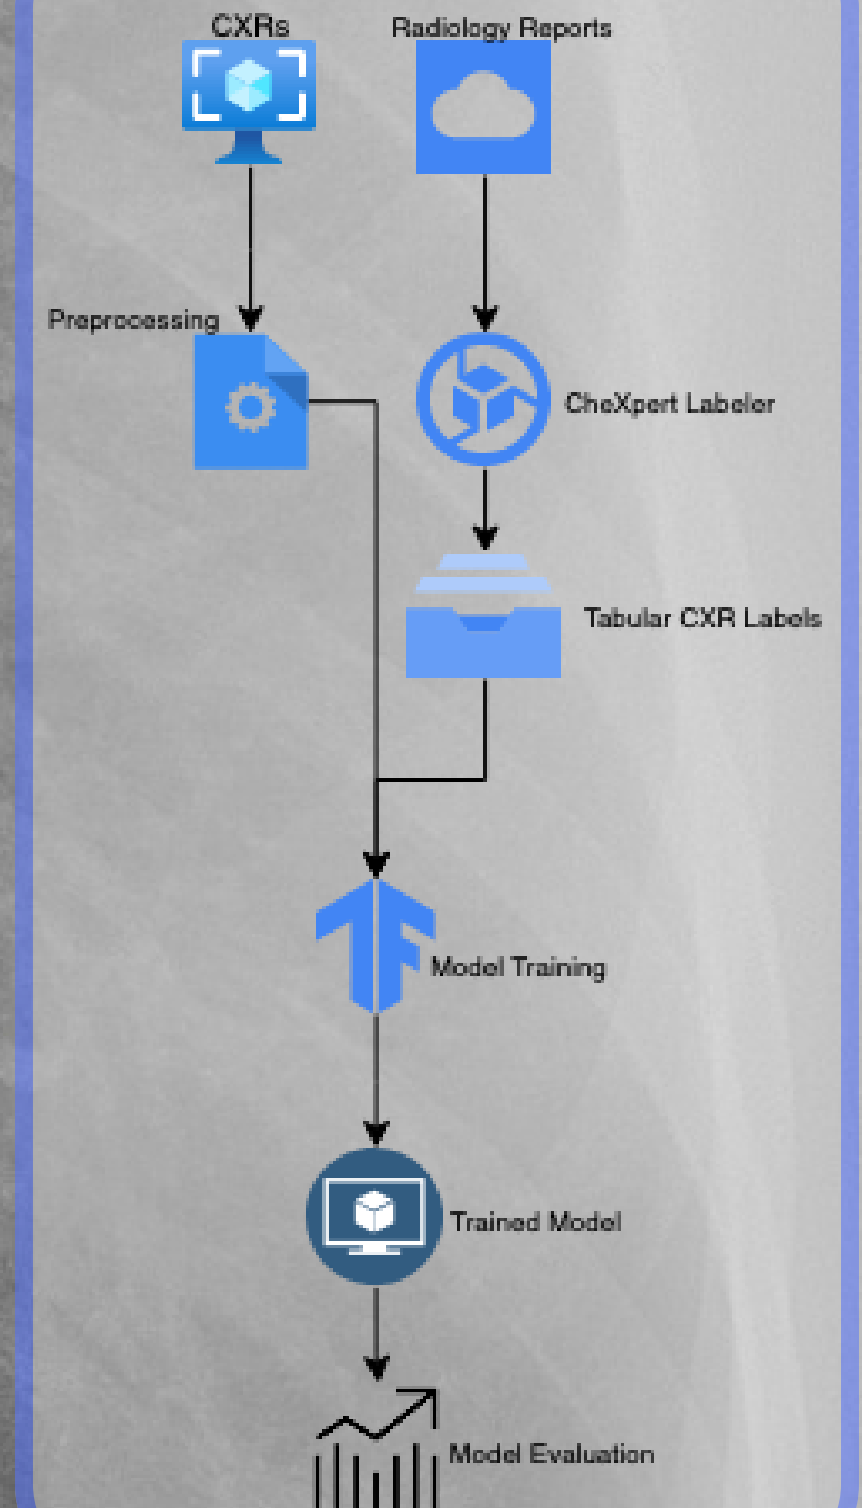 CXRs
Radiology Reports
Preprocessing
CheXpert Labeler
Tabular CXR Labels
Model Training
Trained Model
Model Evaluation